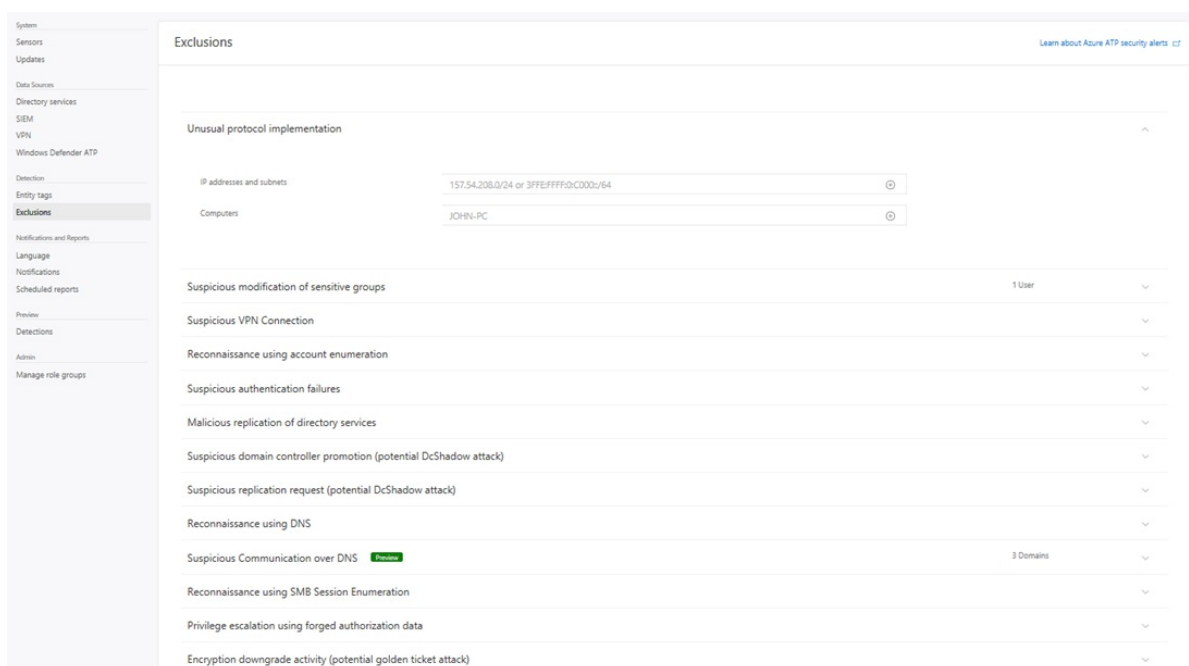 System
Sensors
Updates
Data Sources
Directory services
SIEM
VPN
Windows Defender ATP
Detection
Entity tags
Exclusions
Notifications and Reports
Language
Notifications
Scheduled reports
Preview
Detections
Admin
Manage role groups
Exclusions
Learn about Azure ATP security alerts
Unusual protocol implementation
IP addresses and subnets
157.54.208.0/24 or 3FFE:FFFF:0:C000::/64
Computers
JOHN-PC
Suspicious modification of sensitive groups
1 User
Suspicious VPN Connection
Reconnaissance using account enumeration
Suspicious authentication failures
Malicious replication of directory services
Suspicious domain controller promotion (potential DcShadow attack)
Suspicious replication request (potential DcShadow attack)
Reconnaissance using DNS
Suspicious Communication over DNS Preview
3 Domains
Reconnaissance using SMB Session Enumeration
Privilege escalation using forged authorization data
Encryption downgrade activity (potential golden ticket attack)